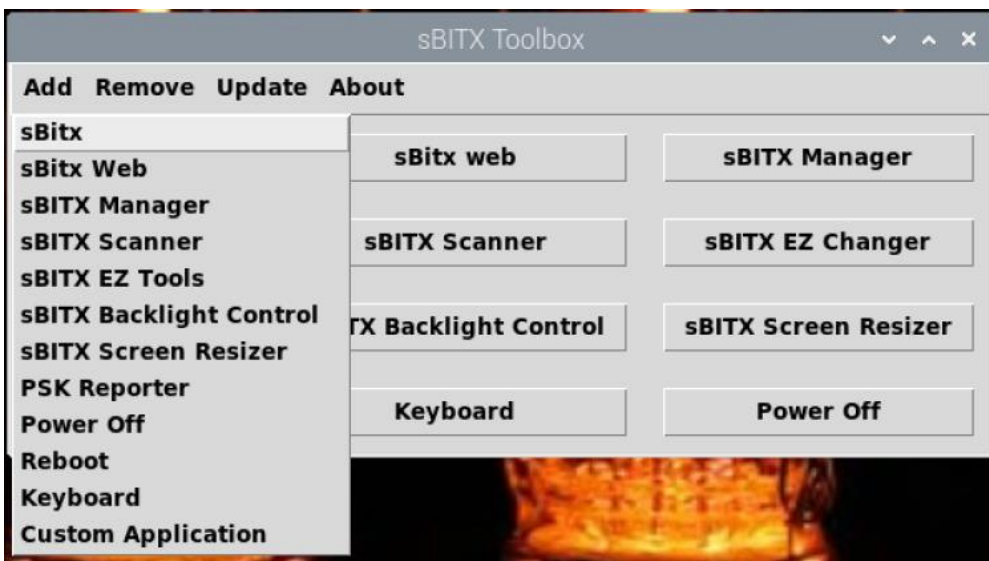 sBITX Toolbox
Add Remove Update About
sBitx
sBitx Web
sBITX Manager
sBITX Scanner
sBITX EZ Tools
sBITX Backlight Control
sBITX Screen Resizer
PSK Reporter
Power Off
Reboot
Keyboard
Custom Application
sBitx web
sBITX Manager
sBITX Scanner
sBITX EZ Changer
TX Backlight Control
sBITX Screen Resizer
Keyboard
Power Off